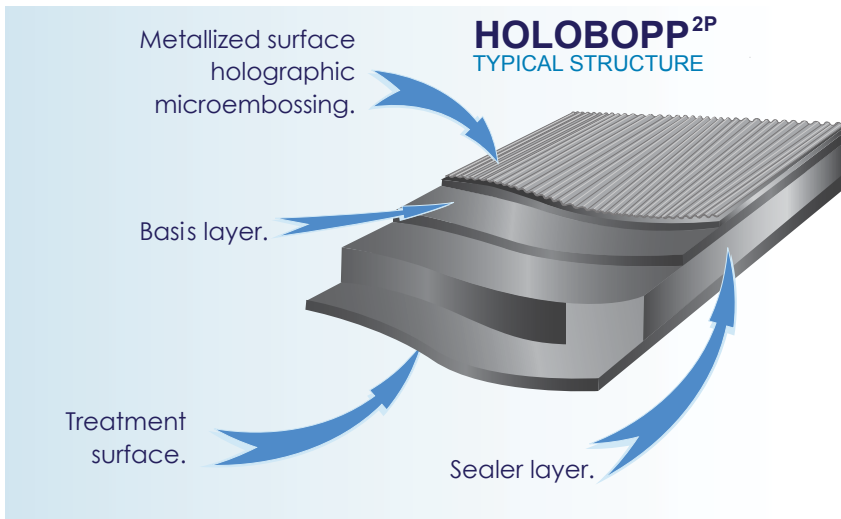 HOLOBOPP2P
TYPICAL STRUCTURE
Metallized surface
holographic
microembossing.
Basis layer.
Treatment
surface.
Sealer layer.